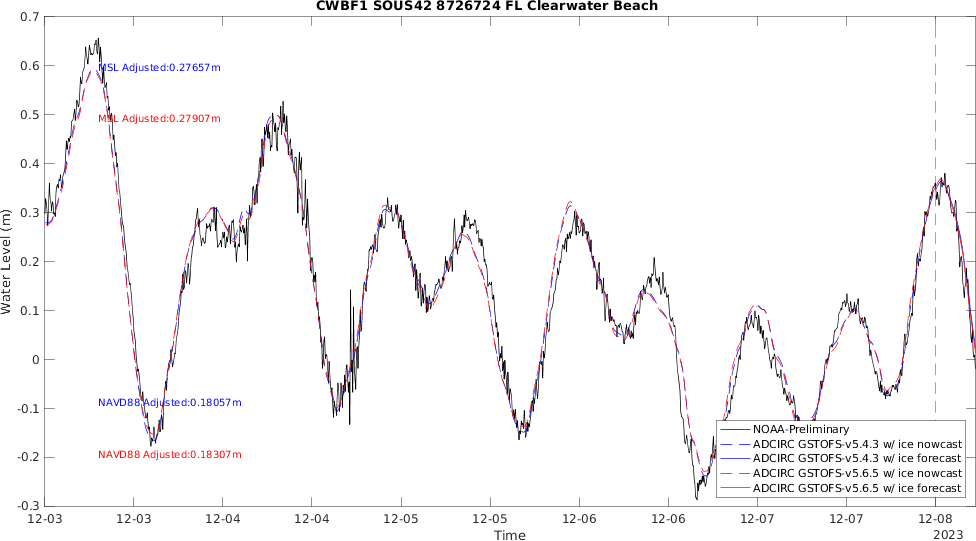 CWBF1 SOUS42 8726724 FL Clearwater Beach
0.7
0.6
0.5
0.4
0.3
0.2
0.1
0
-0.1
-0.2
-0.3
Water Level (m)
MSL Adjusted:0.27657m
MSL Adjusted:0.27907m
NAVD88 Adjusted:0.18057m
NAVD88 Adjusted:0.18307m
NOAA-Preliminary
ADCIRC GSTOFS-v5.4.3 w/ ice nowcast
ADCIRC GSTOFS-v5.4.3 w/ ice forecast
ADCIRC GSTOFS-v5.6.5 w/ ice nowcast
ADCIRC GSTOFS-v5.6.5 w/ ice forecast
12-03 12-03 12-04 12-04 12-05 12-05 12-06 12-06 12-07 12-07 12-08
Time 2023